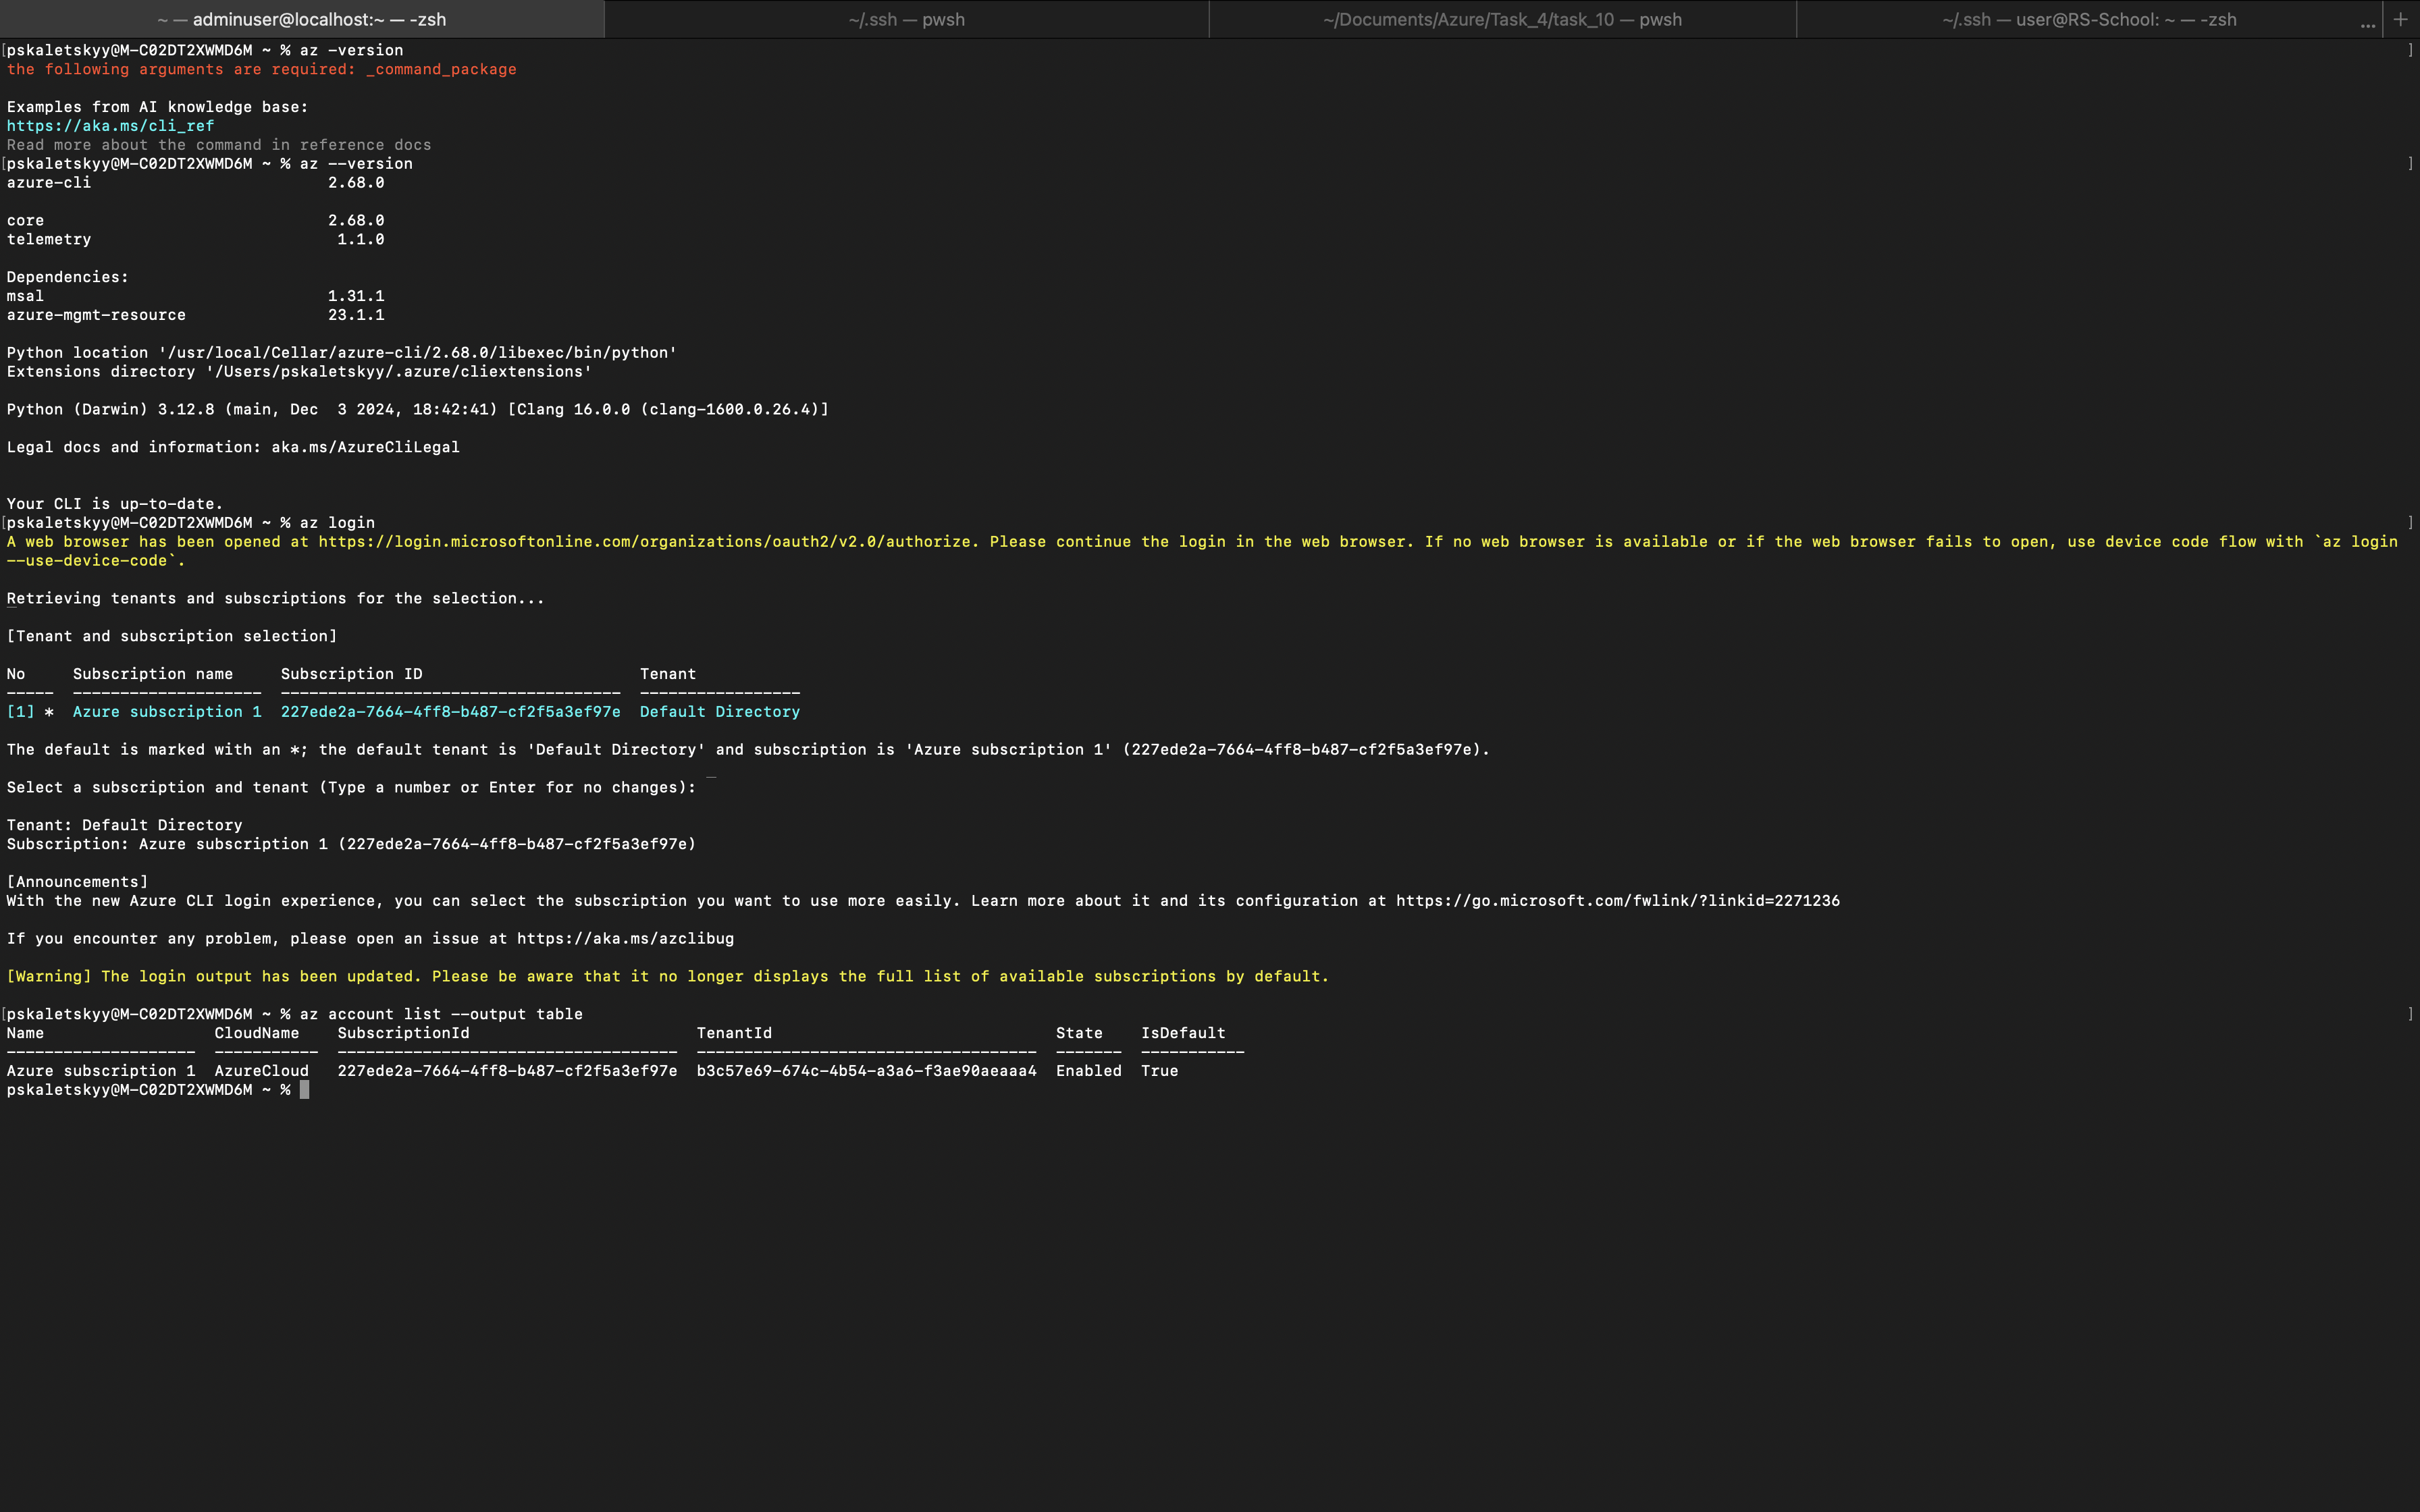 ~ — adminuser@localhost:~ — -zsh
~/.ssh — pwsh
~/Documents/Azure/Task_4/task_10 — pwsh
~/.ssh — user@RS-School: ~ — -zsh
... +
[pskaletskyy@M-C02DT2XWMD6M ~ % az -version ]
the following arguments are required: _command_package
Examples from AI knowledge base:
https://aka.ms/cli_ref
Read more about the command in reference docs
[pskaletskyy@M-C02DT2XWMD6M ~ % az --version ]
azure-cli                         2.68.0
core                              2.68.0
telemetry                          1.1.0
Dependencies:
msal                              1.31.1
azure-mgmt-resource               23.1.1
Python location '/usr/local/Cellar/azure-cli/2.68.0/libexec/bin/python'
Extensions directory '/Users/pskaletskyy/.azure/cliextensions'
Python (Darwin) 3.12.8 (main, Dec  3 2024, 18:42:41) [Clang 16.0.0 (clang-1600.0.26.4)]
Legal docs and information: aka.ms/AzureCliLegal
Your CLI is up-to-date.
[pskaletskyy@M-C02DT2XWMD6M ~ % az login ]
A web browser has been opened at https://login.microsoftonline.com/organizations/oauth2/v2.0/authorize. Please continue the login in the web browser. If no web browser is available or if the web browser fails to open, use device code flow with `az login
--use-device-code`.
Retrieving tenants and subscriptions for the selection...
[Tenant and subscription selection]
No     Subscription name     Subscription ID                       Tenant
-----  --------------------  ------------------------------------  -----------------
[1] *  Azure subscription 1  227ede2a-7664-4ff8-b487-cf2f5a3ef97e  Default Directory
The default is marked with an *; the default tenant is 'Default Directory' and subscription is 'Azure subscription 1' (227ede2a-7664-4ff8-b487-cf2f5a3ef97e).
Select a subscription and tenant (Type a number or Enter for no changes):
Tenant: Default Directory
Subscription: Azure subscription 1 (227ede2a-7664-4ff8-b487-cf2f5a3ef97e)
[Announcements]
With the new Azure CLI login experience, you can select the subscription you want to use more easily. Learn more about it and its configuration at https://go.microsoft.com/fwlink/?linkid=2271236
If you encounter any problem, please open an issue at https://aka.ms/azclibug
[Warning] The login output has been updated. Please be aware that it no longer displays the full list of available subscriptions by default.
[pskaletskyy@M-C02DT2XWMD6M ~ % az account list --output table ]
Name                  CloudName    SubscriptionId                        TenantId                              State    IsDefault
--------------------  -----------  ------------------------------------  ------------------------------------  -------  -----------
Azure subscription 1  AzureCloud   227ede2a-7664-4ff8-b487-cf2f5a3ef97e  b3c57e69-674c-4b54-a3a6-f3ae90aeaaa4  Enabled  True
pskaletskyy@M-C02DT2XWMD6M ~ %